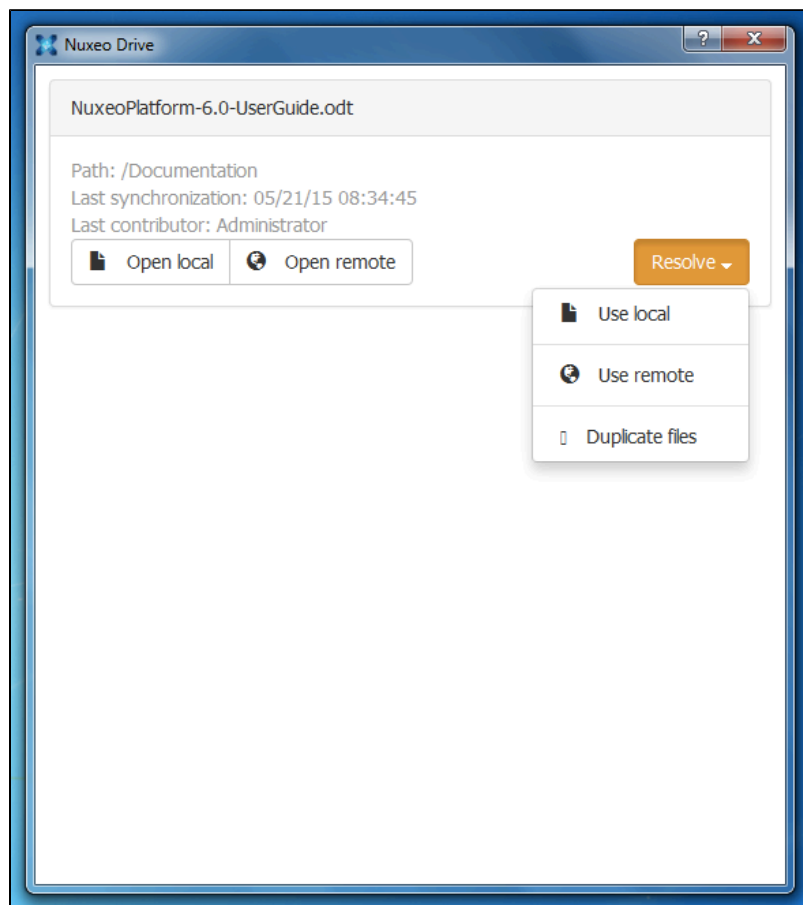 Nuxeo Drive
NuxeoPlatform-6.0-UserGuide.odt
Path: /Documentation
Last synchronization: 05/21/15 08:34:45
Last contributor: Administrator
Open local Open remote Resolve
Use local
Use remote
Duplicate files